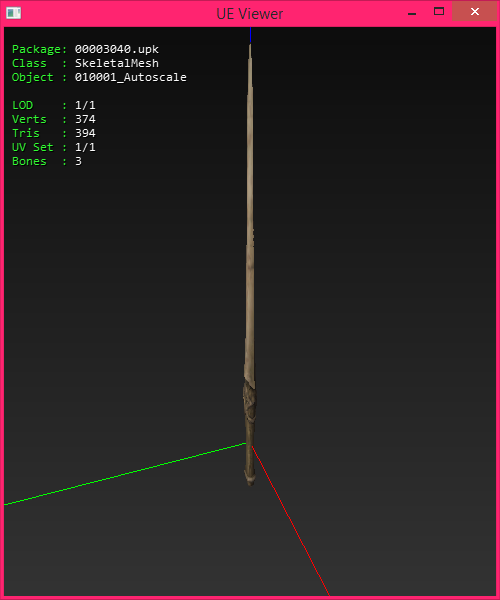 UE Viewer
Package: 00003040.upk
Class : SkeletalMesh
Object : 010001_Autoscale
LOD : 1/1
Verts : 374
Tris : 394
UV Set : 1/1
Bones : 3